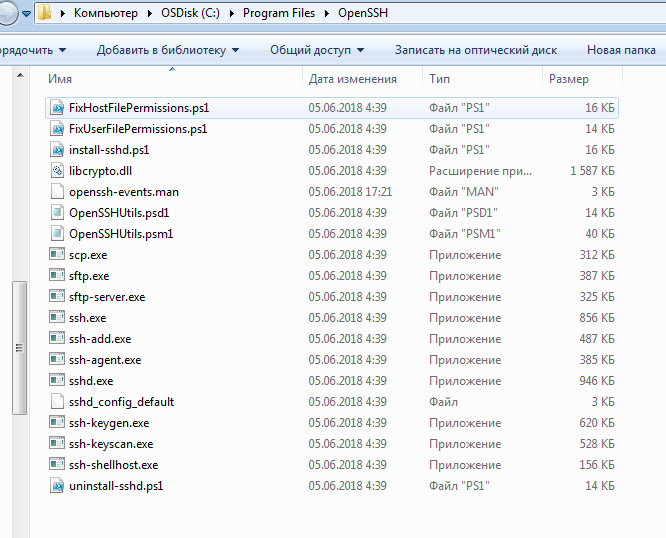 Компьютер ▸ OSDisk (C:) ▸ Program Files ▸ OpenSSH
орядочить Добавить в библиотеку Общий доступ Записать на оптический диск Новая папка
Имя Дата изменения Тип Размер
FixHostFilePermissions.ps1 05.06.2018 4:39 Файл "PS1" 16 КБ
FixUserFilePermissions.ps1 05.06.2018 4:39 Файл "PS1" 14 КБ
install-sshd.ps1 05.06.2018 4:39 Файл "PS1" 16 КБ
libcrypto.dll 05.06.2018 4:39 Расширение при... 1 587 КБ
openssh-events.man 05.06.2018 17:21 Файл "MAN" 3 КБ
OpenSSHUtils.psd1 05.06.2018 4:39 Файл "PSD1" 14 КБ
OpenSSHUtils.psm1 05.06.2018 4:39 Файл "PSM1" 40 КБ
scp.exe 05.06.2018 4:39 Приложение 312 КБ
sftp.exe 05.06.2018 4:39 Приложение 387 КБ
sftp-server.exe 05.06.2018 4:39 Приложение 325 КБ
ssh.exe 05.06.2018 4:39 Приложение 856 КБ
ssh-add.exe 05.06.2018 4:39 Приложение 487 КБ
ssh-agent.exe 05.06.2018 4:39 Приложение 385 КБ
sshd.exe 05.06.2018 4:39 Приложение 946 КБ
sshd_config_default 05.06.2018 4:39 Файл 3 КБ
ssh-keygen.exe 05.06.2018 4:39 Приложение 620 КБ
ssh-keyscan.exe 05.06.2018 4:39 Приложение 528 КБ
ssh-shellhost.exe 05.06.2018 4:39 Приложение 156 КБ
uninstall-sshd.ps1 05.06.2018 4:39 Файл "PS1" 14 КБ